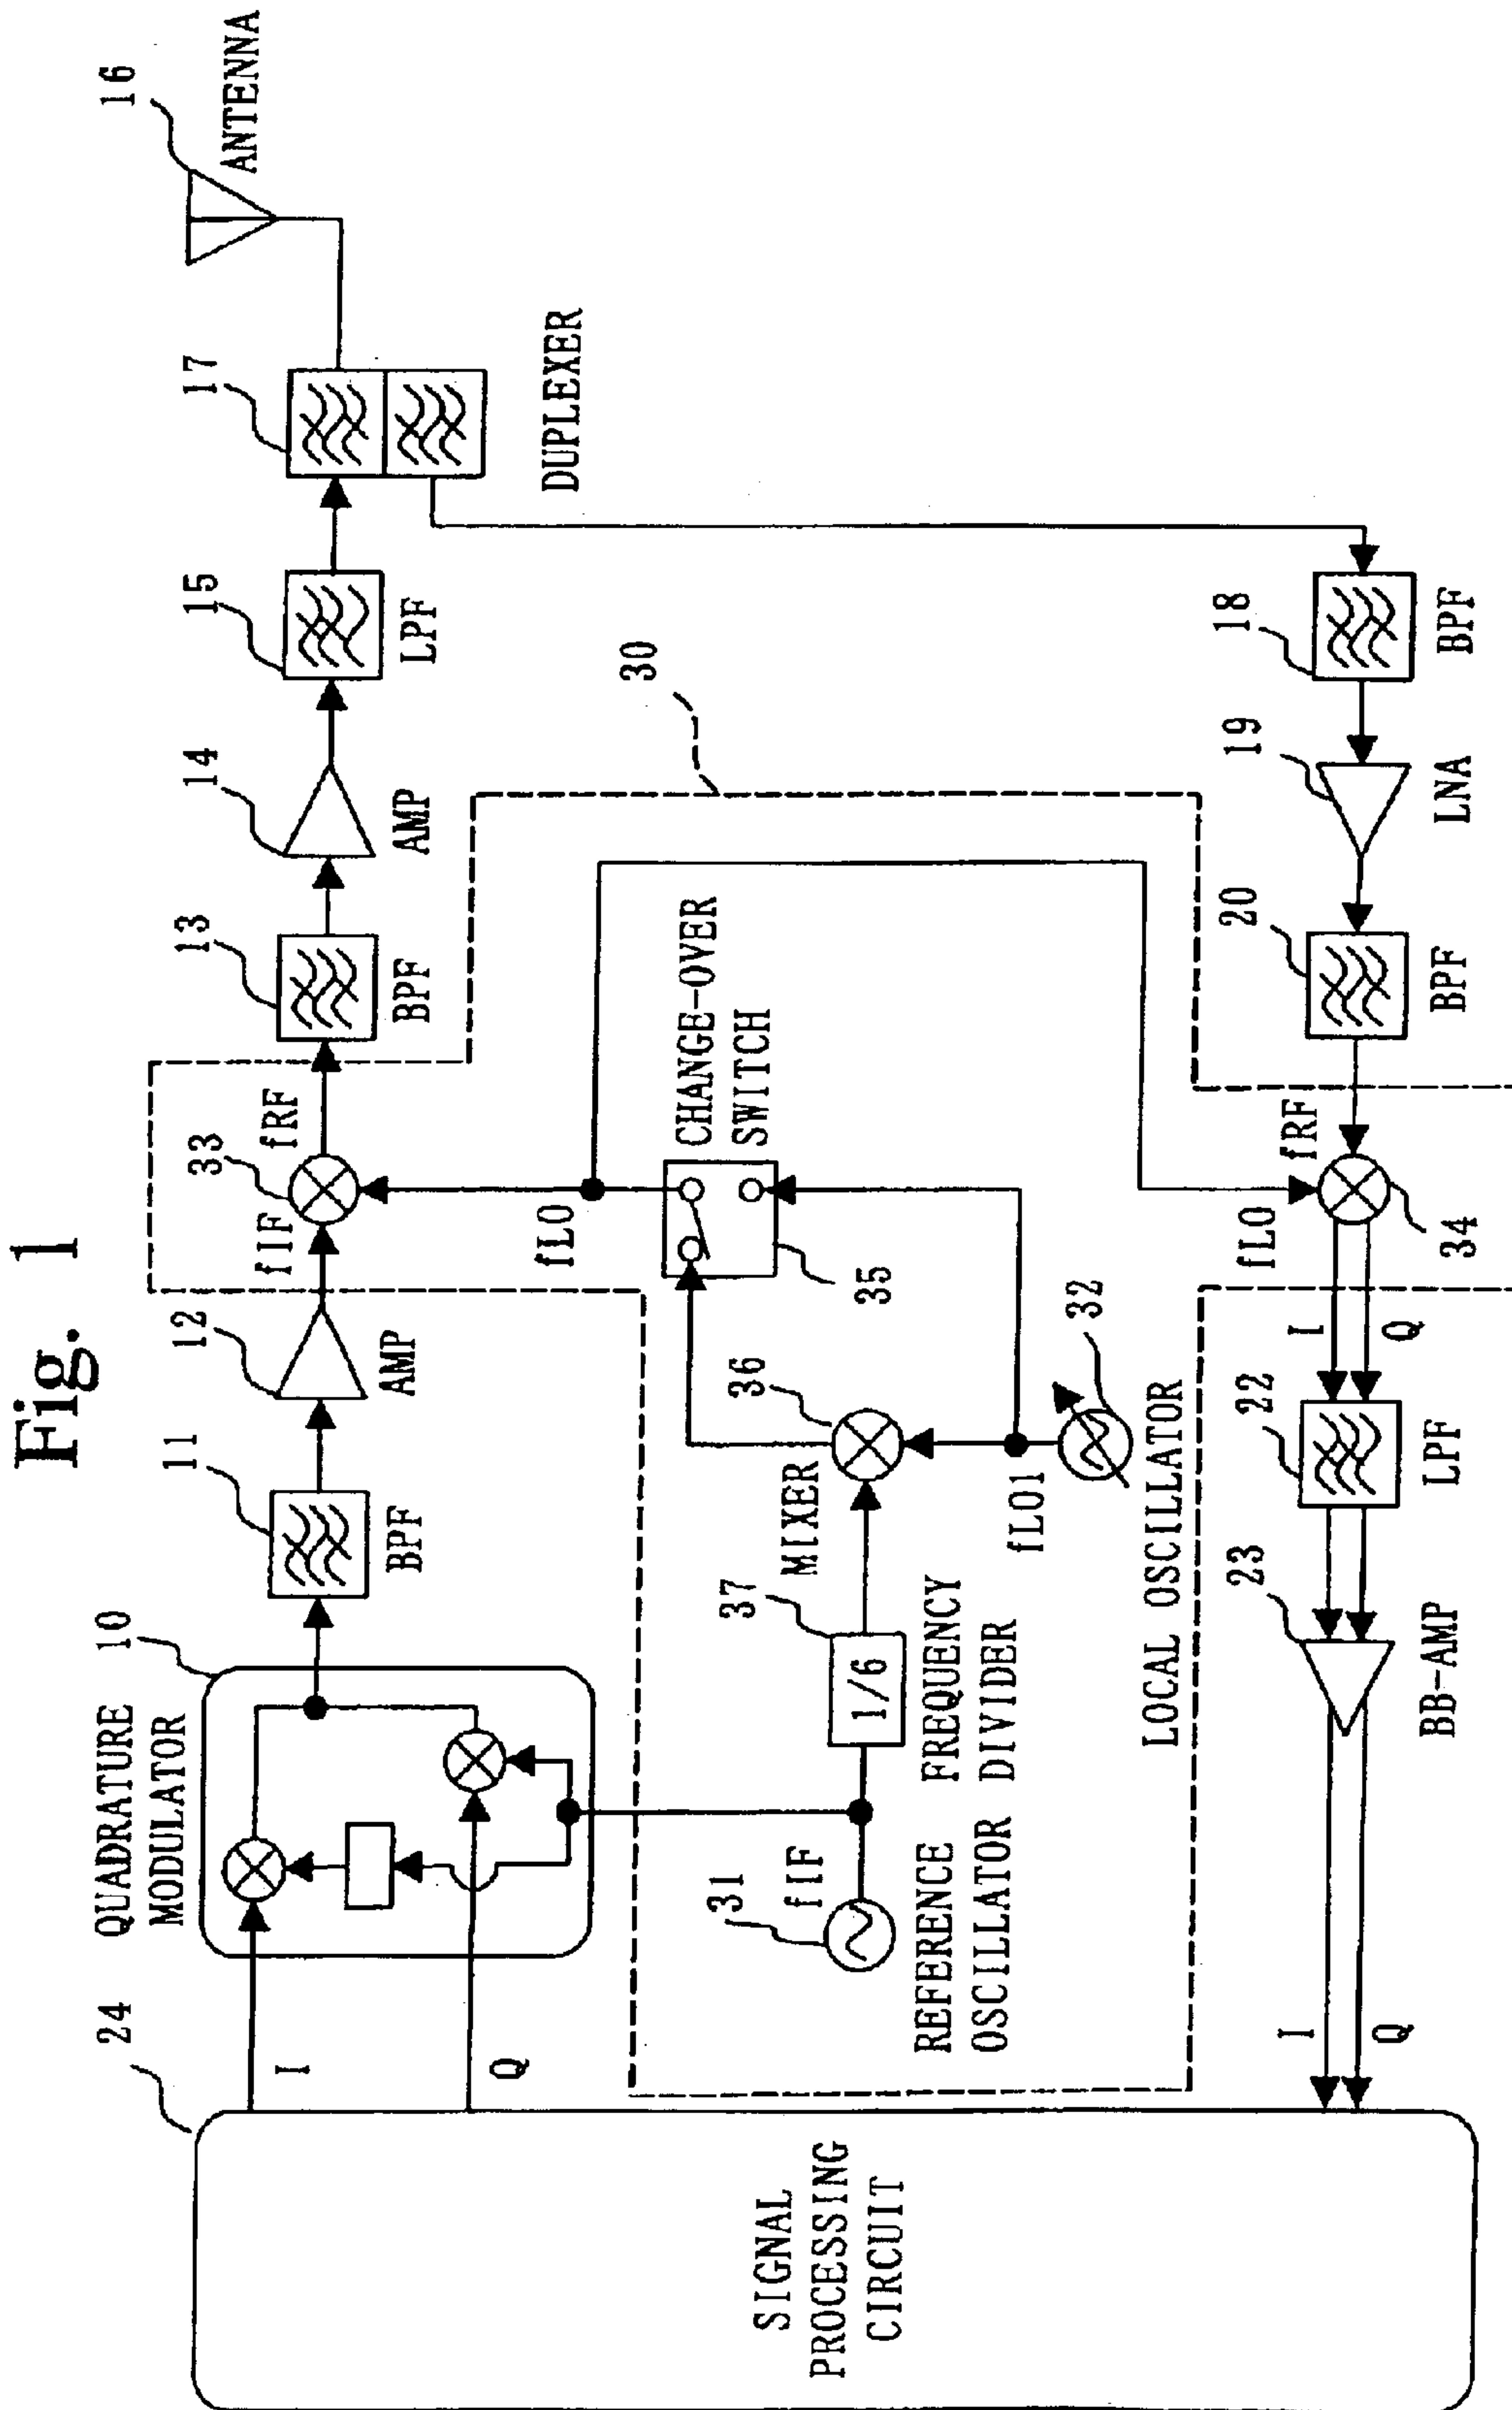 Fig. 1
24
I
Q
QUADRATURE
MODULATOR
10
11
BPF
12
AMP
fIF
33
fRF
13
BPF
14
AMP
15
LPF
17
DUPLEXER
16
ANTENNA
30
fLO
CHANGE-OVER
SWITCH
35
31
fIF
REFERENCE
OSCILLATOR
37
1/6
FREQUENCY
DIVIDER
MIXER
36
fLO1
32
LOCAL OSCILLATOR
SIGNAL
PROCESSING
CIRCUIT
I
Q
23
BB-AMP
22
LPF
I
Q
fLO
34
fRF
20
BPF
19
LNA
18
BPF